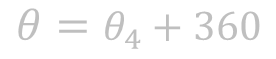 θ = θ₄ + 360